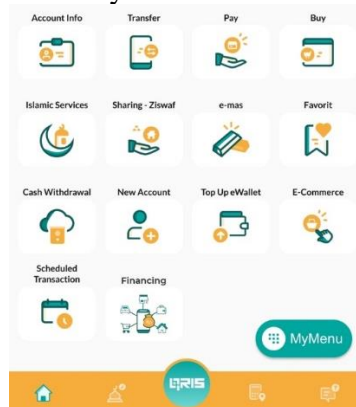 Account Info
Transfer
Pay
Buy
Islamic Services
Sharing - Ziswaf
e-mas
Favorit
Cash Withdrawal
New Account
Top Up eWallet
E-Commerce
Scheduled
Transaction
Financing
MyMenu
QRIS